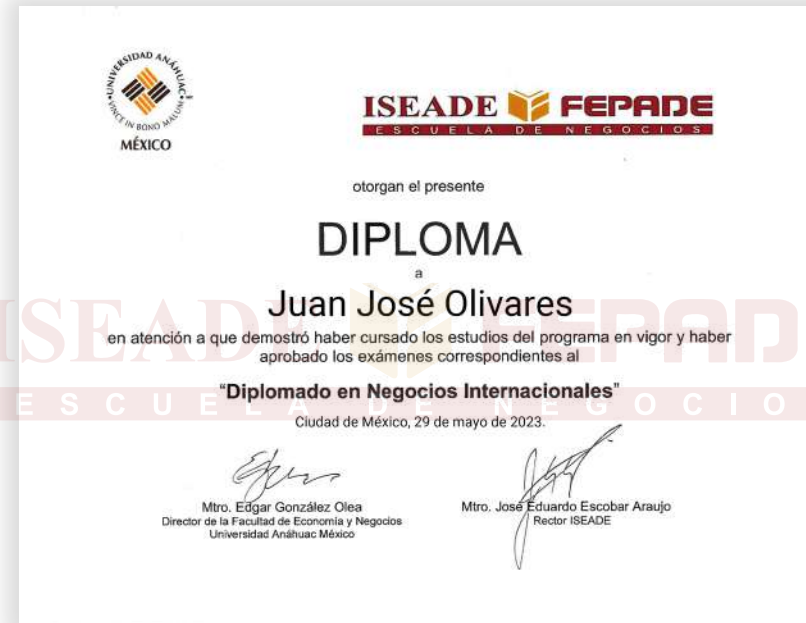 UNIVERSIDAD ANÁHUAC
VINCE IN BONO MALUM
MÉXICO
ISEADE FEPADE
ESCUELA DE NEGOCIOS
otorgan el presente
DIPLOMA
a
Juan José Olivares
en atención a que demostró haber cursado los estudios del programa en vigor y haber
aprobado los exámenes correspondientes al
"Diplomado en Negocios Internacionales"
Ciudad de México, 29 de mayo de 2023.
Mtro. Edgar González Olea
Director de la Facultad de Economía y Negocios
Universidad Anáhuac México
Mtro. José Eduardo Escobar Araujo
Rector ISEADE
ISEADE FEPAD
ESCUELA DE NEGOCIO